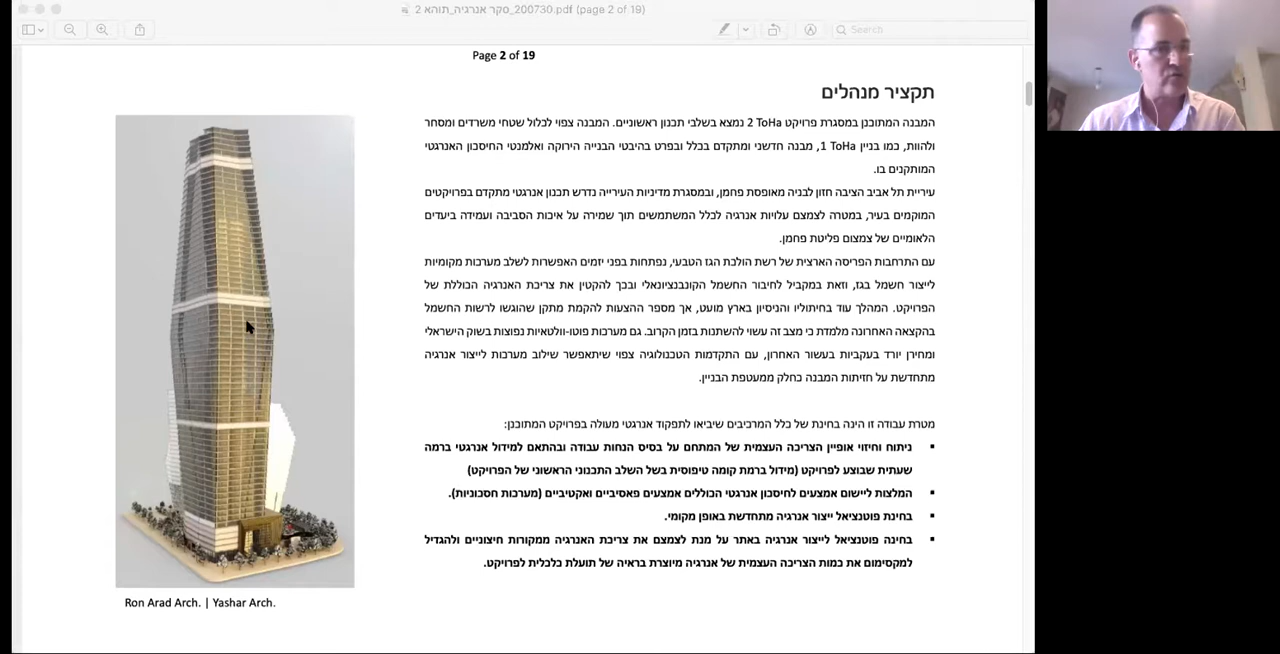 200730_סקר אנרגיה_תוהא 2.pdf (page 2 of 19)
Search
Page 2 of 19
תקציר מנהלים
המבנה המתוכנן במסגרת פרויקט ToHa 2 נמצא בשלבי תכנון ראשוניים. המבנה צפוי לכלול שטחי משרדים ומסחר
ולהוות, כמו בניין ToHa 1, מבנה חדשני ומתקדם בכלל ובפרט בהיבטי הבנייה הירוקה ואלמנטי החיסכון האנרגטי
המותקנים בו.
עיריית תל אביב הציבה חזון לבניה מאופסת פחמן, ובמסגרת מדיניות העירייה נדרש תכנון אנרגטי מתקדם בפרויקטים
המוקמים בעיר, במטרה לצמצם עלויות אנרגיה לכלל המשתמשים תוך שמירה על איכות הסביבה ועמידה ביעדים
הלאומיים של צמצום פליטת פחמן.
עם התרחבות הפריסה הארצית של רשת הולכת הגז הטבעי, נפתחות בפני יזמים האפשרות לשלב מערכות מקומיות
לייצור חשמל בגז, וזאת במקביל לחיבור החשמל הקונבנציונאלי ובכך להקטין את צריכת האנרגיה הכוללת של
הפרויקט. המהלך עוד בחיתוליו והניסיון בארץ מועט, אך מספר ההצעות להקמת מתקן שהוגשו לרשות החשמל
בהקצאה האחרונה מלמדת כי מצב זה עשוי להשתנות בזמן הקרוב. גם מערכות פוטו-וולטאיות נפוצות בשוק הישראלי
ומחירן יורד בעקביות בעשור האחרון, עם התקדמות הטכנולוגיה צפוי שיתאפשר שילוב מערכות לייצור אנרגיה
מתחדשת על חזיתות המבנה כחלק ממעטפת הבניין.
מטרת עבודה זו הינה בחינת של כלל המרכיבים שיביאו לתפקוד אנרגטי מעולה בפרויקט המתוכנן:
▪ ניתוח וחיזוי אופיין הצריכה העצמית של המתחם על בסיס הנחות עבודה ובהתאם למידול אנרגטי ברמה
שעתית שבוצע לפרויקט (מידול ברמת קומה טיפוסית בשל השלב התכנוני הראשוני של הפרויקט)
▪ המלצות ליישום אמצעים לחיסכון אנרגטי הכוללים אמצעים פאסיביים ואקטיביים (מערכות חסכוניות).
▪ בחינת פוטנציאל ייצור אנרגיה מתחדשת באופן מקומי.
▪ בחינה פוטנציאל לייצור אנרגיה באתר על מנת לצמצם את צריכת האנרגיה ממקורות חיצוניים ולהגדיל
למקסימום את כמות הצריכה העצמית של אנרגיה מיוצרת בראיה של תועלת כלכלית לפרויקט.
Ron Arad Arch. | Yashar Arch.